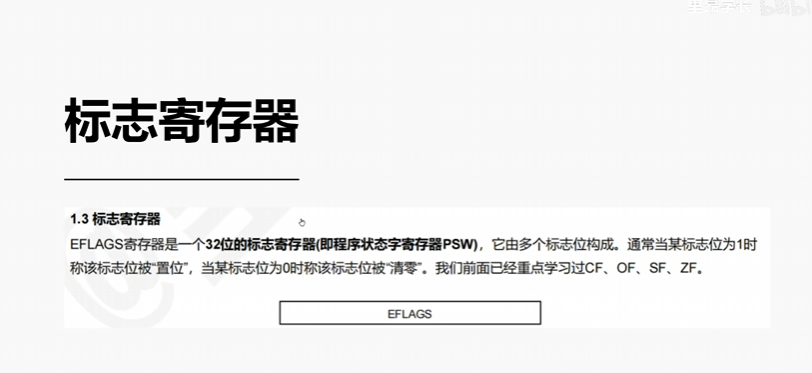 标志寄存器
1.3 标志寄存器
EFLAGS寄存器是一个32位的标志寄存器(即程序状态字寄存器PSW)，它由多个标志位构成。通常当某标志位为1时
称该标志位被“置位”，当某标志位为0时称该标志位被“清零”。我们前面已经重点学习过CF、OF、SF、ZF。
EFLAGS